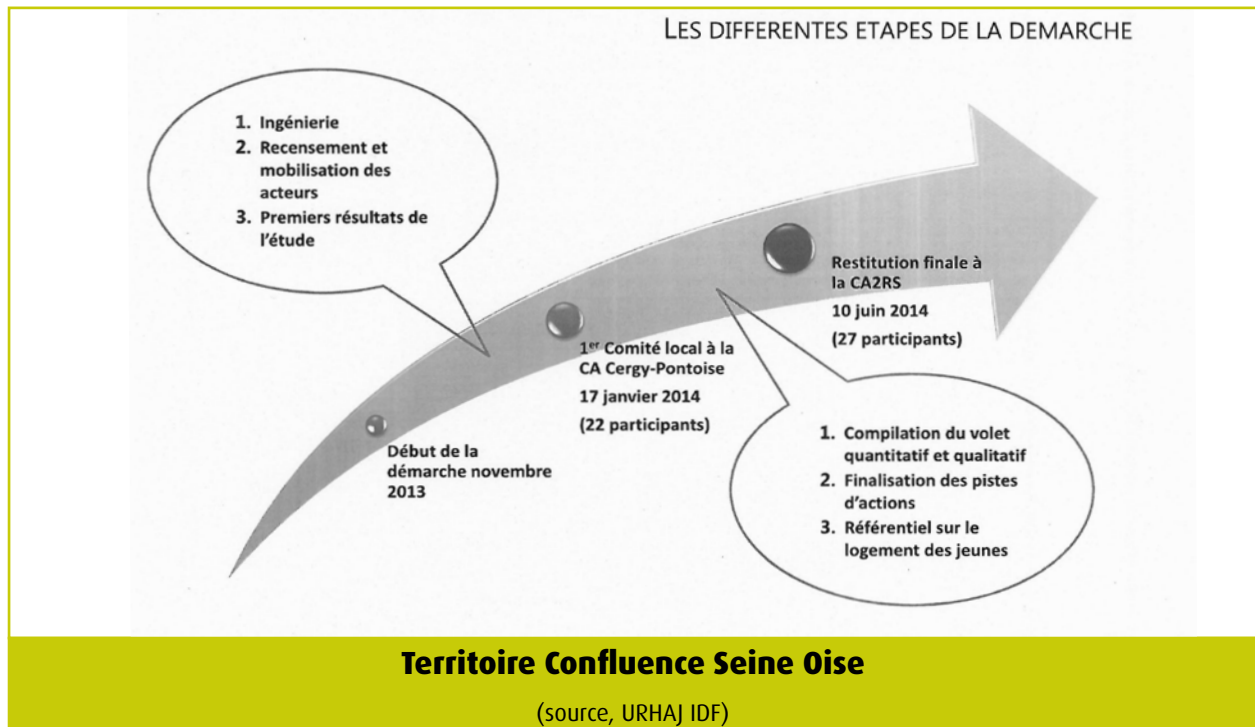 LES DIFFERENTES ETAPES DE LA DEMARCHE
1. Ingénierie
2. Recensement et
mobilisation des
acteurs
3. Premiers résultats de
l'étude
Début de la
démarche novembre
2013
1er Comité local à la
CA Cergy-Pontoise
17 janvier 2014
(22 participants)
Restitution finale à
la CA2RS
10 juin 2014
(27 participants)
1. Compilation du volet
quantitatif et qualitatif
2. Finalisation des pistes
d'actions
3. Référentiel sur le
logement des jeunes
Territoire Confluence Seine Oise
(source, URHAJ IDF)